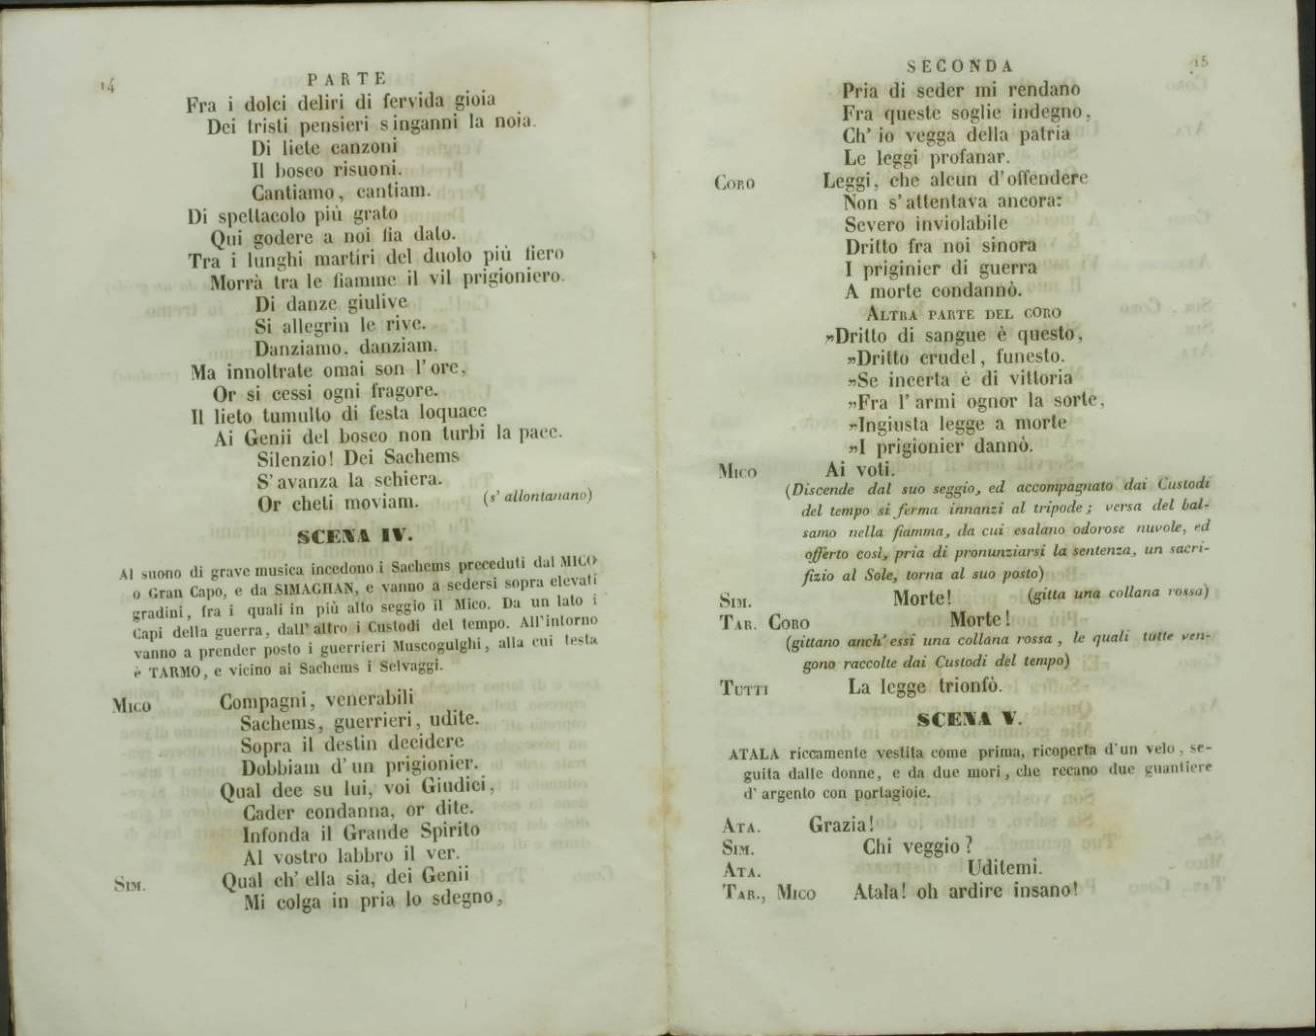 14
PARTE
Fra i dolci deliri di fervida gioia
Dei tristi pensieri s inganni la noia.
Di liete canzoni
Il bosco risuoni.
Cantiamo, cantiam.
Di spettacolo più grato
Qui godere a noi fia dato.
Tra i lunghi martiri del duolo più fiero
Morrà tra le fiamme il vil prigioniero.
Di danze giulive
Si allegrin le rive.
Danziamo. danziam.
Ma innoltrate omai son l'ore,
Or si cessi ogni fragore.
Il lieto tumulto di festa loquace
Ai Genii del bosco non turbi la pace.
Silenzio! Dei Sachems
S'avanza la schiera.
Or cheti moviam. (s' allontanano)
SCENA IV.
Al suono di grave musica incedono i Sachems preceduti dal MICO
o Gran Capo, e da SIMAGHAN, e vanno a sedersi sopra elevati
gradini, fra i quali in più alto seggio il Mico. Da un lato i
Capi della guerra, dall'altro i Custodi del tempo. All'intorno
vanno a prender posto i guerrieri Muscogulghi, alla cui testa
è TARMO, e vicino ai Sachems i Selvaggi.
MICO Compagni, venerabili
Sachems, guerrieri, udite.
Sopra il destin decidere
Dobbiam d'un prigionier.
Qual dee su lui, voi Giudici,
Cader condanna, or dite.
Infonda il Grande Spirito
Al vostro labbro il ver.
SIM. Qual ch' ella sia, dei Genii
Mi colga in pria lo sdegno,
SECONDA
15
Pria di seder mi rendano
Fra queste soglie indegno,
Ch' io vegga della patria
Le leggi profanar.
CORO Leggi, che alcun d'offendere
Non s'attentava ancora:
Severo inviolabile
Dritto fra noi sinora
I priginier di guerra
A morte condannò.
ALTRA PARTE DEL CORO
»Dritto di sangue è questo,
»Dritto crudel, funesto.
»Se incerta è di vittoria
»Fra l'armi ognor la sorte,
»Ingiusta legge a morte
»I prigionier dannò.
MICO Ai voti.
(Discende dal suo seggio, ed accompagnato dai Custodi
del tempo si ferma innanzi al tripode; versa del bal-
samo nella fiamma, da cui esalano odorose nuvole, ed
offerto così, pria di pronunziarsi la sentenza, un sacri-
fizio al Sole, torna al suo posto)
SIM. Morte! (gitta una collana rossa)
TAR. CORO Morte!
(gittano anch'essi una collana rossa, le quali tutte ven-
gono raccolte dai Custodi del tempo)
TUTTI La legge trionfò.
SCENA V.
ATALA riccamente vestita come prima, ricoperta d'un velo, se-
guita dalle donne, e da due mori, che recano due guantiere
d'argento con portagioie.
ATA. Grazia!
SIM. Chi veggio?
ATA. Uditemi.
TAR., MICO Atala! oh ardire insano!